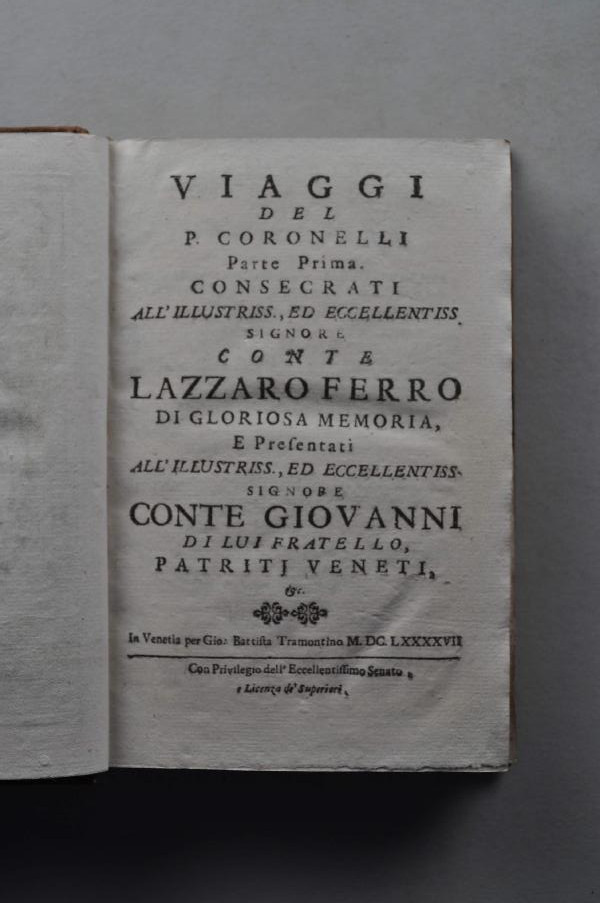 VIAGGI
DEL
P. CORONELLI
Parte Prima.
CONSECRATI
ALL'ILLUSTRISS., ED ECCELLENTISS.
SIGNORE
CONTE
LAZZARO FERRO
DI GLORIOSA MEMORIA,
E Preſentati
ALL'ILLUSTRISS., ED ECCELLENTISS.
SIGNORE
CONTE GIOVANNI
DI LUI FRATELLO,
PATRITJ VENETI,
&c.
In Venetia per Gio: Battiſta Tramontino M. DC. LXXXXVII
Con Privilegio dell' Eccellentiſſimo Senato,
e Licenza de' Superiori,